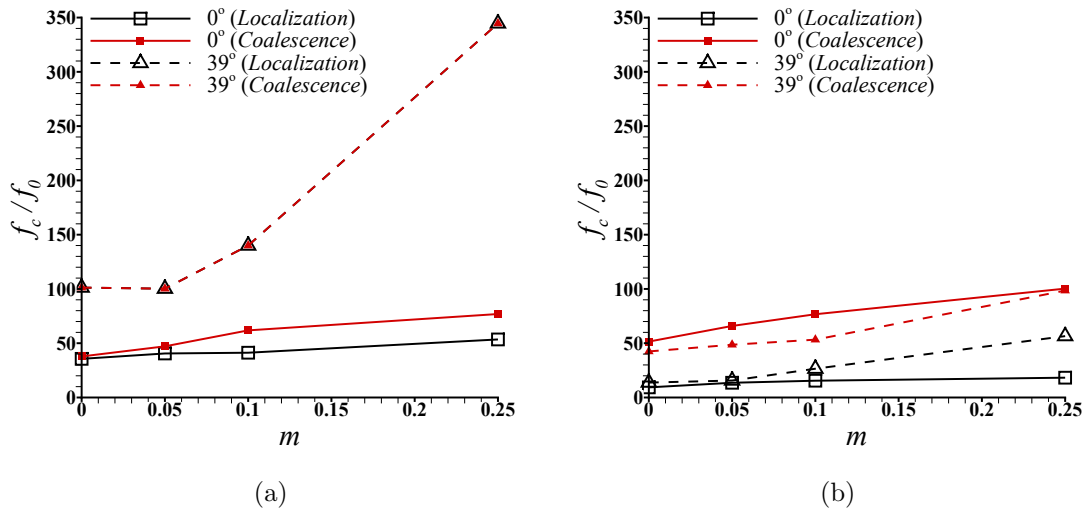 350
300
250
200
150
100
50
0
0° (Localization)
0° (Coalescence)
39° (Localization)
39° (Coalescence)
f_c/f_0
0 0.05 0.1 0.15 0.2 0.25
m
(a)
350
300
250
200
150
100
50
0
0° (Localization)
0° (Coalescence)
39° (Localization)
39° (Coalescence)
f_c/f_0
0 0.05 0.1 0.15 0.2 0.25
m
(b)